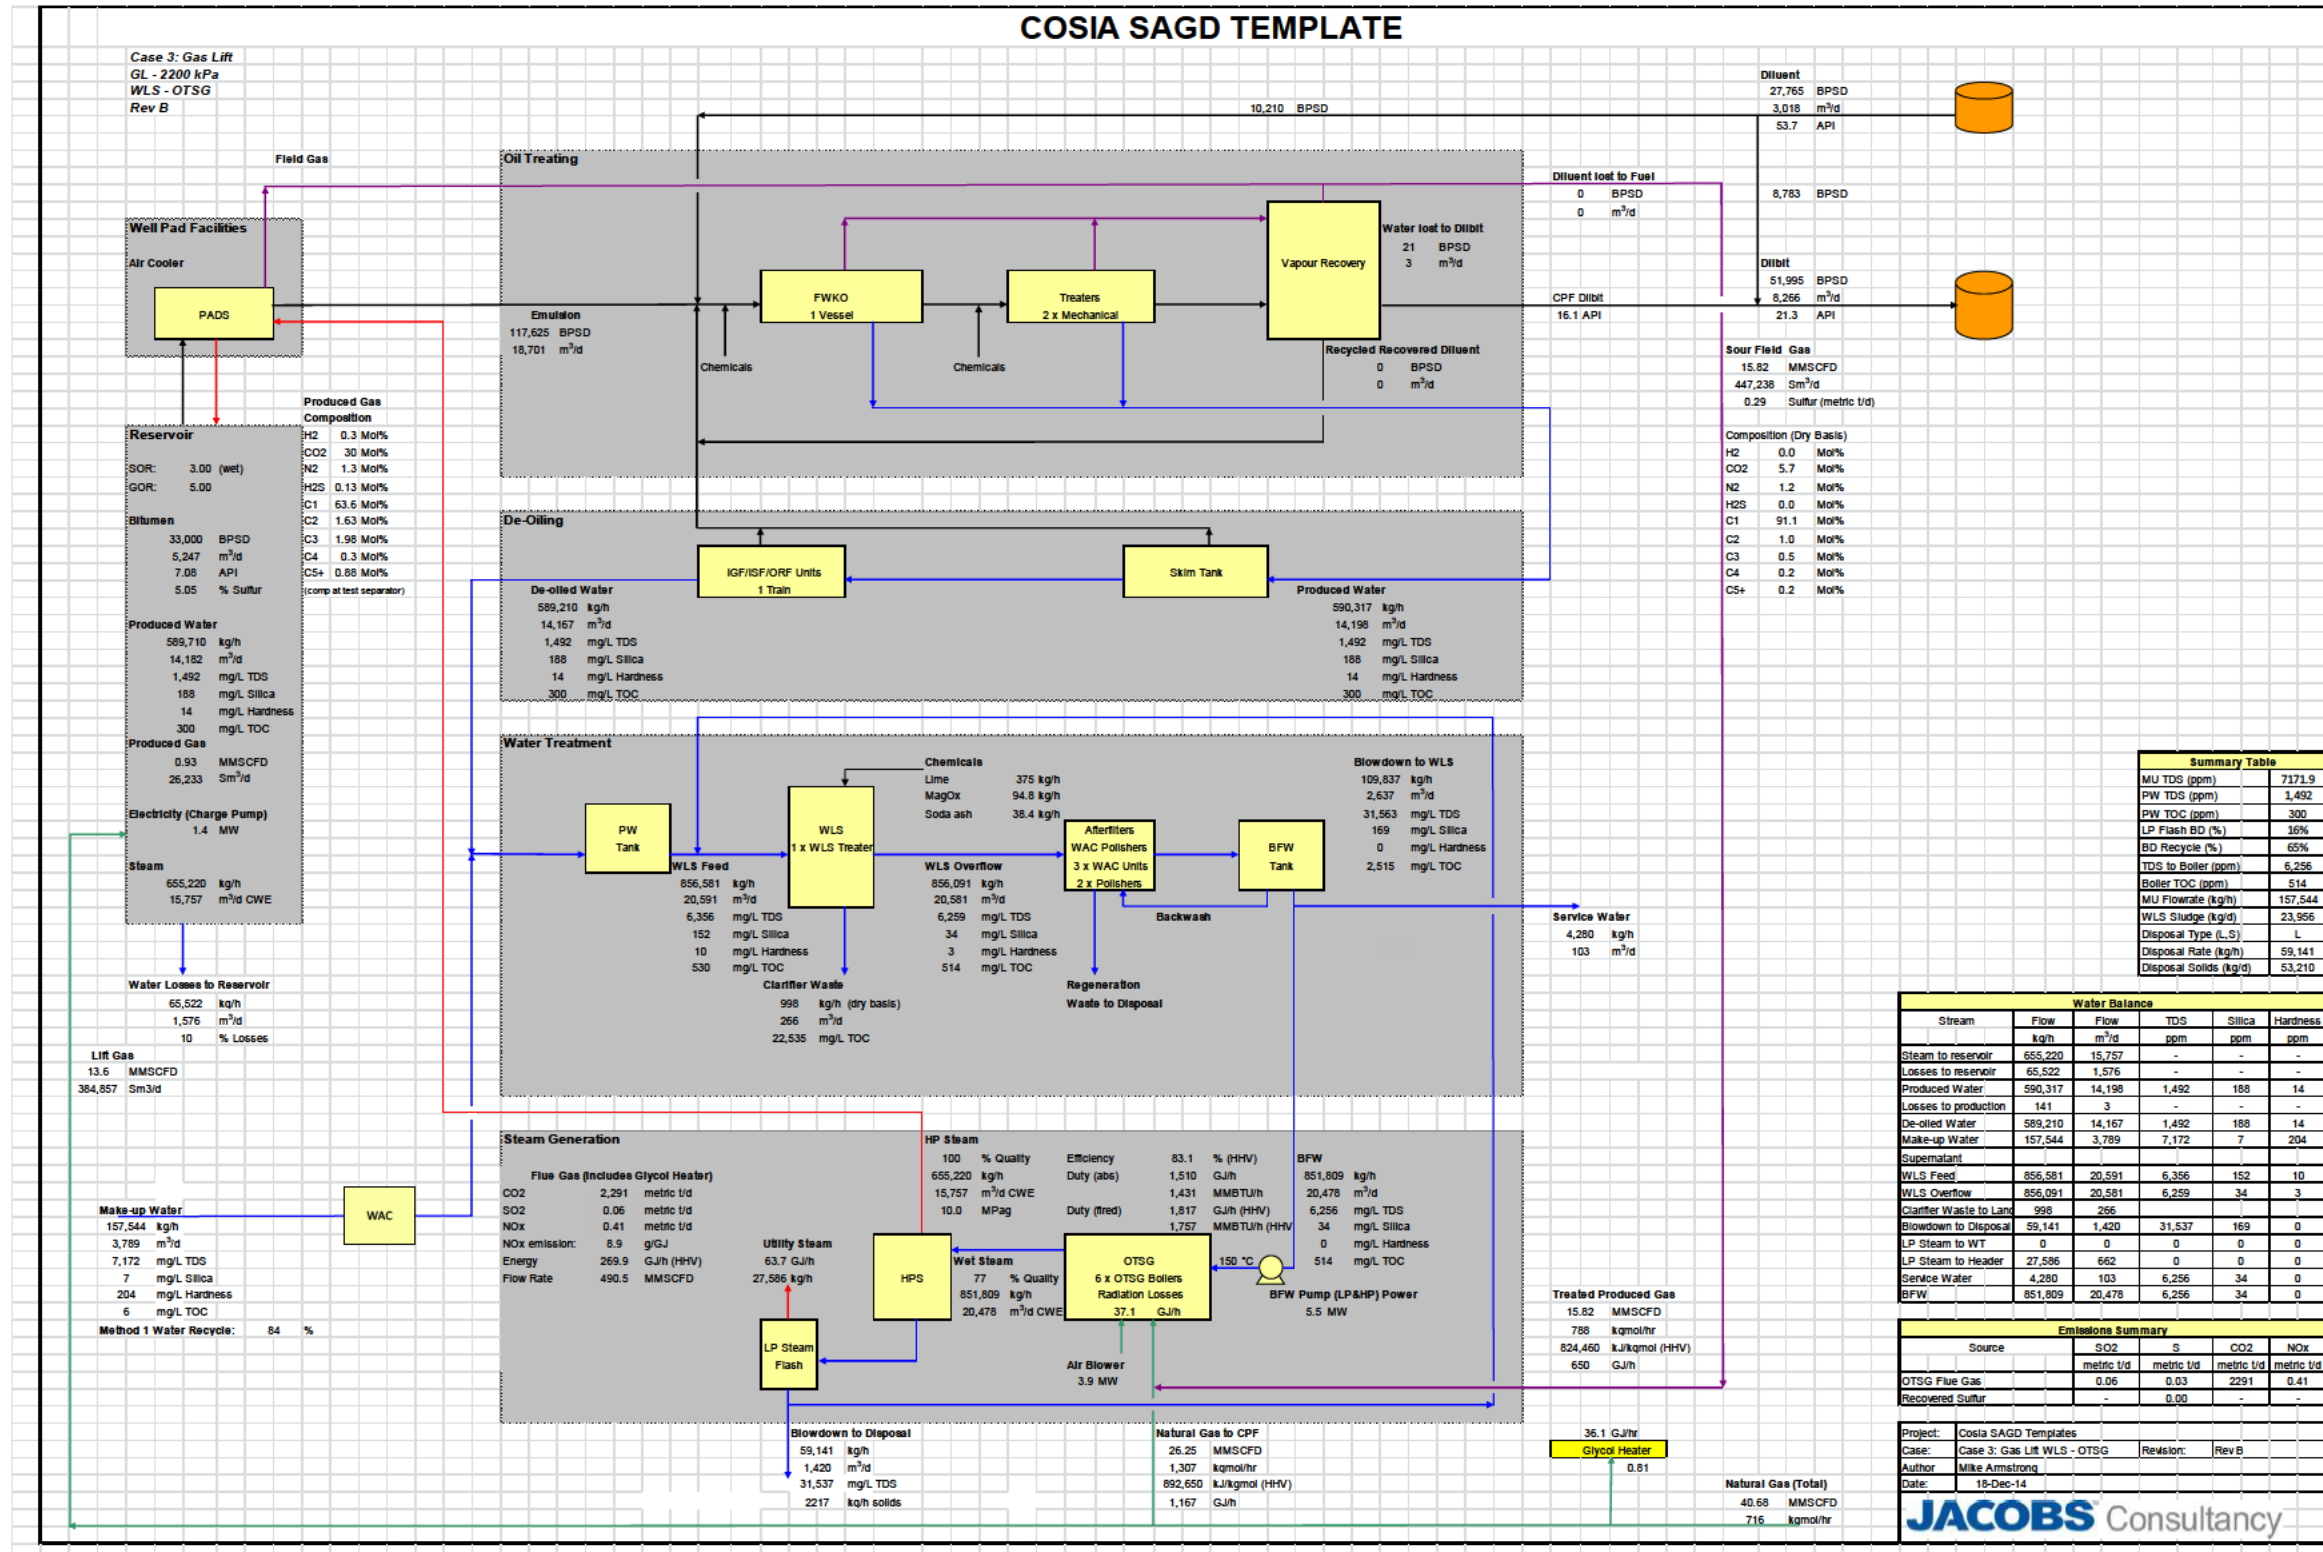 COSIA SAGD TEMPLATE
Case 3: Gas Lift
GL - 2200 kPa
WLS - OTSG
Rev B
Diluent
27,765 BPSD
3,018 m³/d
53.7 API
10,210 BPSD
8,783 BPSD
Field Gas
Well Pad Facilities
Air Cooler
PADS
Oil Treating
Emulsion
117,625 BPSD
18,701 m³/d
FWKO
1 Vessel
Chemicals
Treaters
2 x Mechanical
Chemicals
Vapour Recovery
Water lost to Dilbit
21 BPSD
3 m³/d
Recycled Recovered Diluent
0 BPSD
0 m³/d
Diluent lost to Fuel
0 BPSD
0 m³/d
CPF Dilbit
16.1 API
Dilbit
51,995 BPSD
8,266 m³/d
21.3 API
Sour Field Gas
15.82 MMSCFD
447,238 Sm³/d
0.29 Sulfur (metric t/d)
Composition (Dry Basis)
H2 0.0 Mol%
CO2 5.7 Mol%
N2 1.2 Mol%
H2S 0.0 Mol%
C1 91.1 Mol%
C2 1.0 Mol%
C3 0.5 Mol%
C4 0.2 Mol%
C5+ 0.2 Mol%
Produced Gas
Composition
H2 0.3 Mol%
CO2 30 Mol%
N2 1.3 Mol%
H2S 0.13 Mol%
C1 63.6 Mol%
C2 1.63 Mol%
C3 1.98 Mol%
C4 0.3 Mol%
C5+ 0.88 Mol%
(comp at test separator)
Reservoir
SOR: 3.00 (wet)
GOR: 5.00
Bitumen
33,000 BPSD
5,247 m³/d
7.08 API
5.05 % Sulfur
Produced Water
589,710 kg/h
14,182 m³/d
1,492 mg/L TDS
188 mg/L Silica
14 mg/L Hardness
300 mg/L TOC
Produced Gas
0.93 MMSCFD
26,233 Sm³/d
Electricity (Charge Pump)
1.4 MW
Steam
655,220 kg/h
15,757 m³/d CWE
Water Losses to Reservoir
65,522 kg/h
1,576 m³/d
10 % Losses
Lift Gas
13.6 MMSCFD
384,857 Sm3/d
De-Oiling
IGF/ISF/ORF Units
1 Train
Skim Tank
De-oiled Water
589,210 kg/h
14,167 m³/d
1,492 mg/L TDS
188 mg/L Silica
14 mg/L Hardness
300 mg/L TOC
Produced Water
590,317 kg/h
14,198 m³/d
1,492 mg/L TDS
188 mg/L Silica
14 mg/L Hardness
300 mg/L TOC
Water Treatment
PW
Tank
WLS
1 x WLS Treater
Chemicals
Lime 375 kg/h
MagOx 94.8 kg/h
Soda ash 38.4 kg/h
Afterfilters
WAC Polishers
3 x WAC Units
2 x Polishers
BFW
Tank
Backwash
Blowdown to WLS
109,837 kg/h
2,637 m³/d
31,563 mg/L TDS
169 mg/L Silica
0 mg/L Hardness
2,515 mg/L TOC
WLS Feed
856,581 kg/h
20,591 m³/d
6,356 mg/L TDS
152 mg/L Silica
10 mg/L Hardness
530 mg/L TOC
WLS Overflow
856,091 kg/h
20,581 m³/d
6,259 mg/L TDS
34 mg/L Silica
3 mg/L Hardness
514 mg/L TOC
Clarifier Waste
998 kg/h (dry basis)
266 m³/d
22,535 mg/L TOC
Regeneration
Waste to Disposal
Service Water
4,280 kg/h
103 m³/d
Make-up Water
157,544 kg/h
3,789 m³/d
7,172 mg/L TDS
7 mg/L Silica
204 mg/L Hardness
6 mg/L TOC
Method 1 Water Recycle: 84 %
WAC
Steam Generation
Flue Gas (Includes Glycol Heater)
CO2 2,291 metric t/d
SO2 0.06 metric t/d
NOx 0.41 metric t/d
NOx emission: 8.9 g/GJ
Energy 269.9 GJ/h (HHV)
Flow Rate 490.5 MMSCFD
HP Steam
100 % Quality
655,220 kg/h
15,757 m³/d CWE
10.0 MPag
Efficiency 83.1 % (HHV)
Duty (abs) 1,510 GJ/h
1,431 MMBTU/h
Duty (fired) 1,817 GJ/h (HHV)
1,757 MMBTU/h (HHV
BFW
851,809 kg/h
20,478 m³/d
6,256 mg/L TDS
34 mg/L Silica
0 mg/L Hardness
514 mg/L TOC
Utility Steam
63.7 GJ/h
27,586 kg/h
HPS
Wet Steam
77 % Quality
851,809 kg/h
20,478 m³/d CWE
OTSG
6 x OTSG Boilers
Radiation Losses
37.1 GJ/h
150 °C
BFW Pump (LP&HP) Power
5.5 MW
LP Steam
Flash
Air Blower
3.9 MW
Treated Produced Gas
15.82 MMSCFD
788 kqmol/hr
824,460 kJ/kqmol (HHV)
650 GJ/h
Blowdown to Disposal
59,141 kg/h
1,420 m³/d
31,537 mg/L TDS
2217 kq/h solids
Natural Gas to CPF
26.25 MMSCFD
1,307 kqmol/hr
892,650 kJ/kgmol (HHV)
1,167 GJ/h
36.1 GJ/hr
Glycol Heater
0.81
Natural Gas (Total)
40.68 MMSCFD
716 kgmol/hr
Summary Table
MU TDS (ppm) 7171.9
PW TDS (ppm) 1,492
PW TOC (ppm) 300
LP Flash BD (%) 16%
BD Recycle (%) 65%
TDS to Boiler (ppm) 6,256
Boiler TOC (ppm) 514
MU Flowrate (kg/h) 157,544
WLS Sludge (kg/d) 23,956
Disposal Type (L,S) L
Disposal Rate (kg/h) 59,141
Disposal Solids (kg/d) 53,210
Water Balance
Stream Flow Flow TDS Silica Hardness
kg/h m³/d ppm ppm ppm
Steam to reservoir 655,220 15,757 - - -
Losses to reservoir 65,522 1,576 - - -
Produced Water 590,317 14,198 1,492 188 14
Losses to production 141 3 - - -
De-oiled Water 589,210 14,167 1,492 188 14
Make-up Water 157,544 3,789 7,172 7 204
Supernatant
WLS Feed 856,581 20,591 6,356 152 10
WLS Overflow 856,091 20,581 6,259 34 3
Clarifier Waste to Land 998 266
Blowdown to Disposal 59,141 1,420 31,537 169 0
LP Steam to WT 0 0 0 0 0
LP Steam to Header 27,586 662 0 0 0
Service Water 4,280 103 6,256 34 0
BFW 851,809 20,478 6,256 34 0
Emissions Summary
Source SO2 S CO2 NOx
metric t/d metric t/d metric t/d metric t/d
OTSG Flue Gas 0.06 0.03 2291 0.41
Recovered Sulfur - 0.00 - -
Project: Cosia SAGD Templates
Case: Case 3: Gas Lift WLS - OTSG Revision: Rev B
Author Mike Armstrong
Date: 18-Dec-14
JACOBS Consultancy